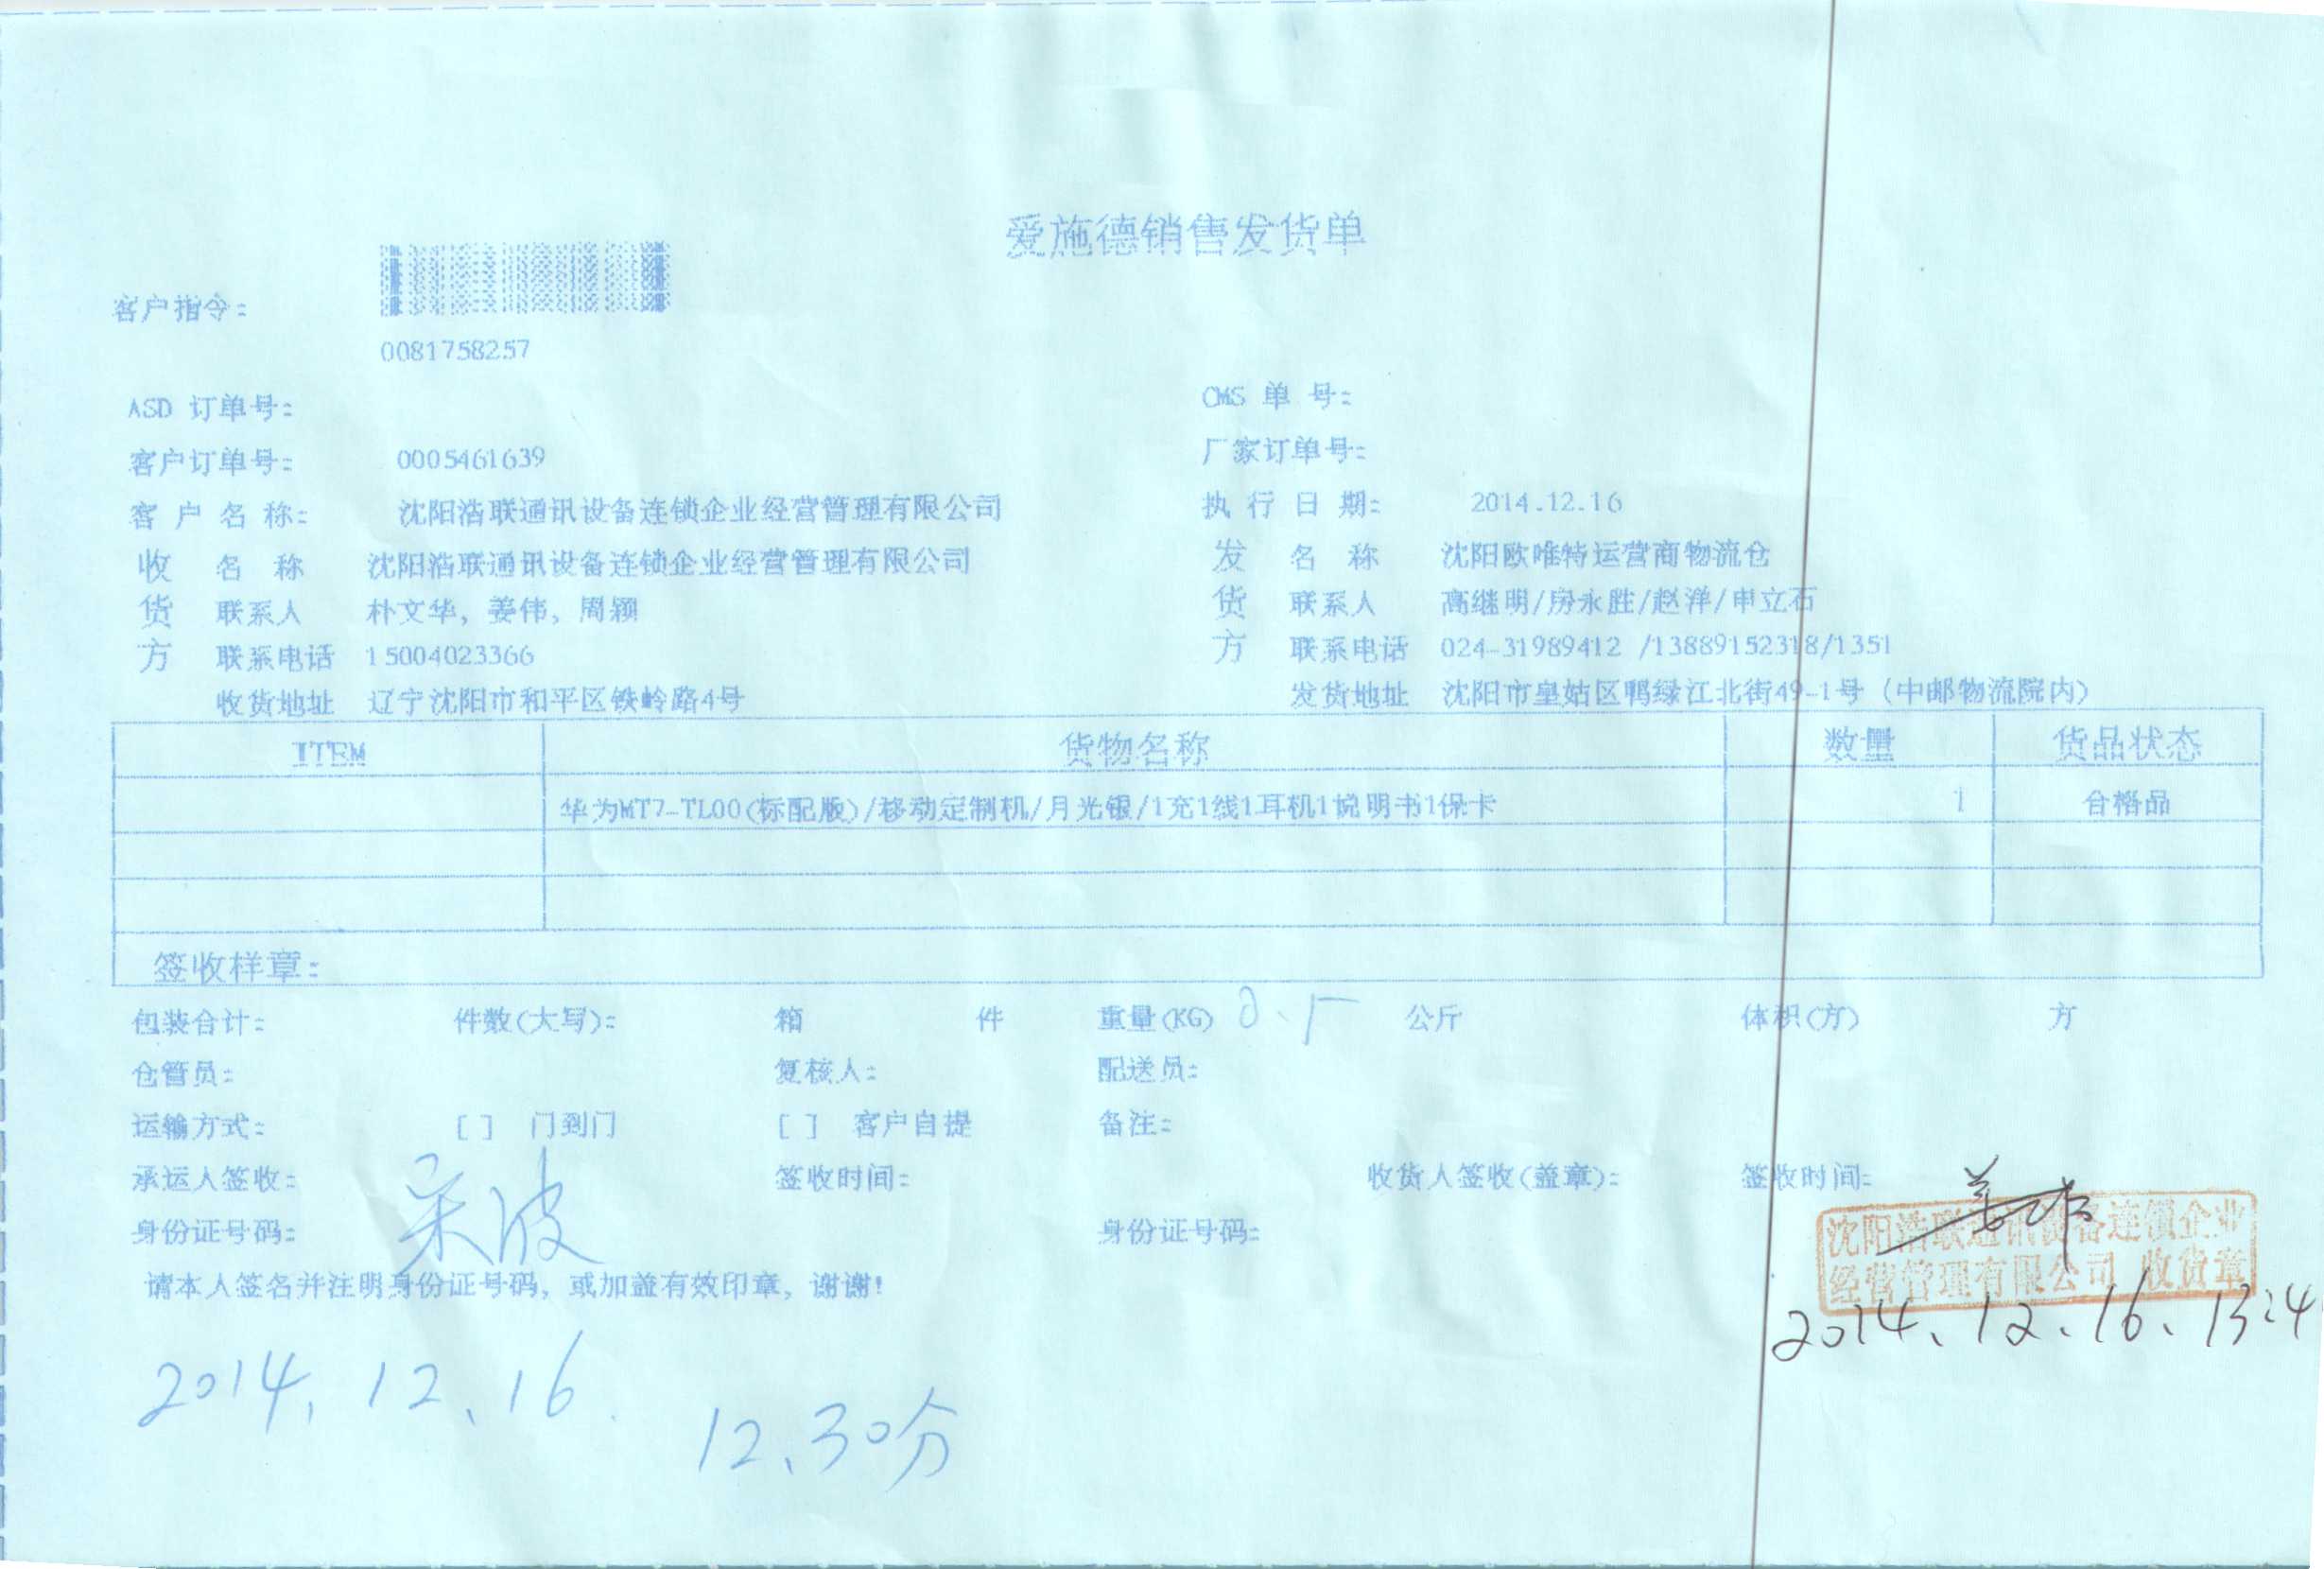 爱施德销售发货单
客户指令:
0081758257
ASD 订单号:
CMS 单 号:
客户订单号: 0005461639
厂家订单号:
客 户 名 称: 沈阳浩联通讯设备连锁企业经营管理有限公司
执 行 日 期: 2014.12.16
收 名 称 沈阳浩联通讯设备连锁企业经营管理有限公司
发 名 称 沈阳欧唯特运营商物流仓
货 联系人 朴文华, 姜伟, 周颖
货 联系人 高继明/房永胜/赵洋/申立石
方 联系电话 15004023366
方 联系电话 024-31989412 /13889152318/1351
收货地址 辽宁沈阳市和平区铁岭路4号
发货地址 沈阳市皇姑区鸭绿江北街49-1号 (中邮物流院内)
ITEM 货物名称 数量 货品状态
华为MT7-TL00(标配版)/移动定制机/月光银/1充1线1耳机1说明书1保卡 1 合格品
签收样章:
包装合计: 件数(大写): 箱 件 重量(KG) 0.5 公斤 体积(方) 方
仓管员: 复核人: 配送员:
运输方式: [ ] 门到门 [ ] 客户自提 备注:
承运人签收: 签收时间: 收货人签收(盖章): 签收时间:
身份证号码: 身份证号码:
沈阳浩联通讯设备连锁企业
经营管理有限公司 收货章
请本人签名并注明身份证号码, 或加盖有效印章, 谢谢!
2014.12.16.13:4
2014.12.16.
12.30分